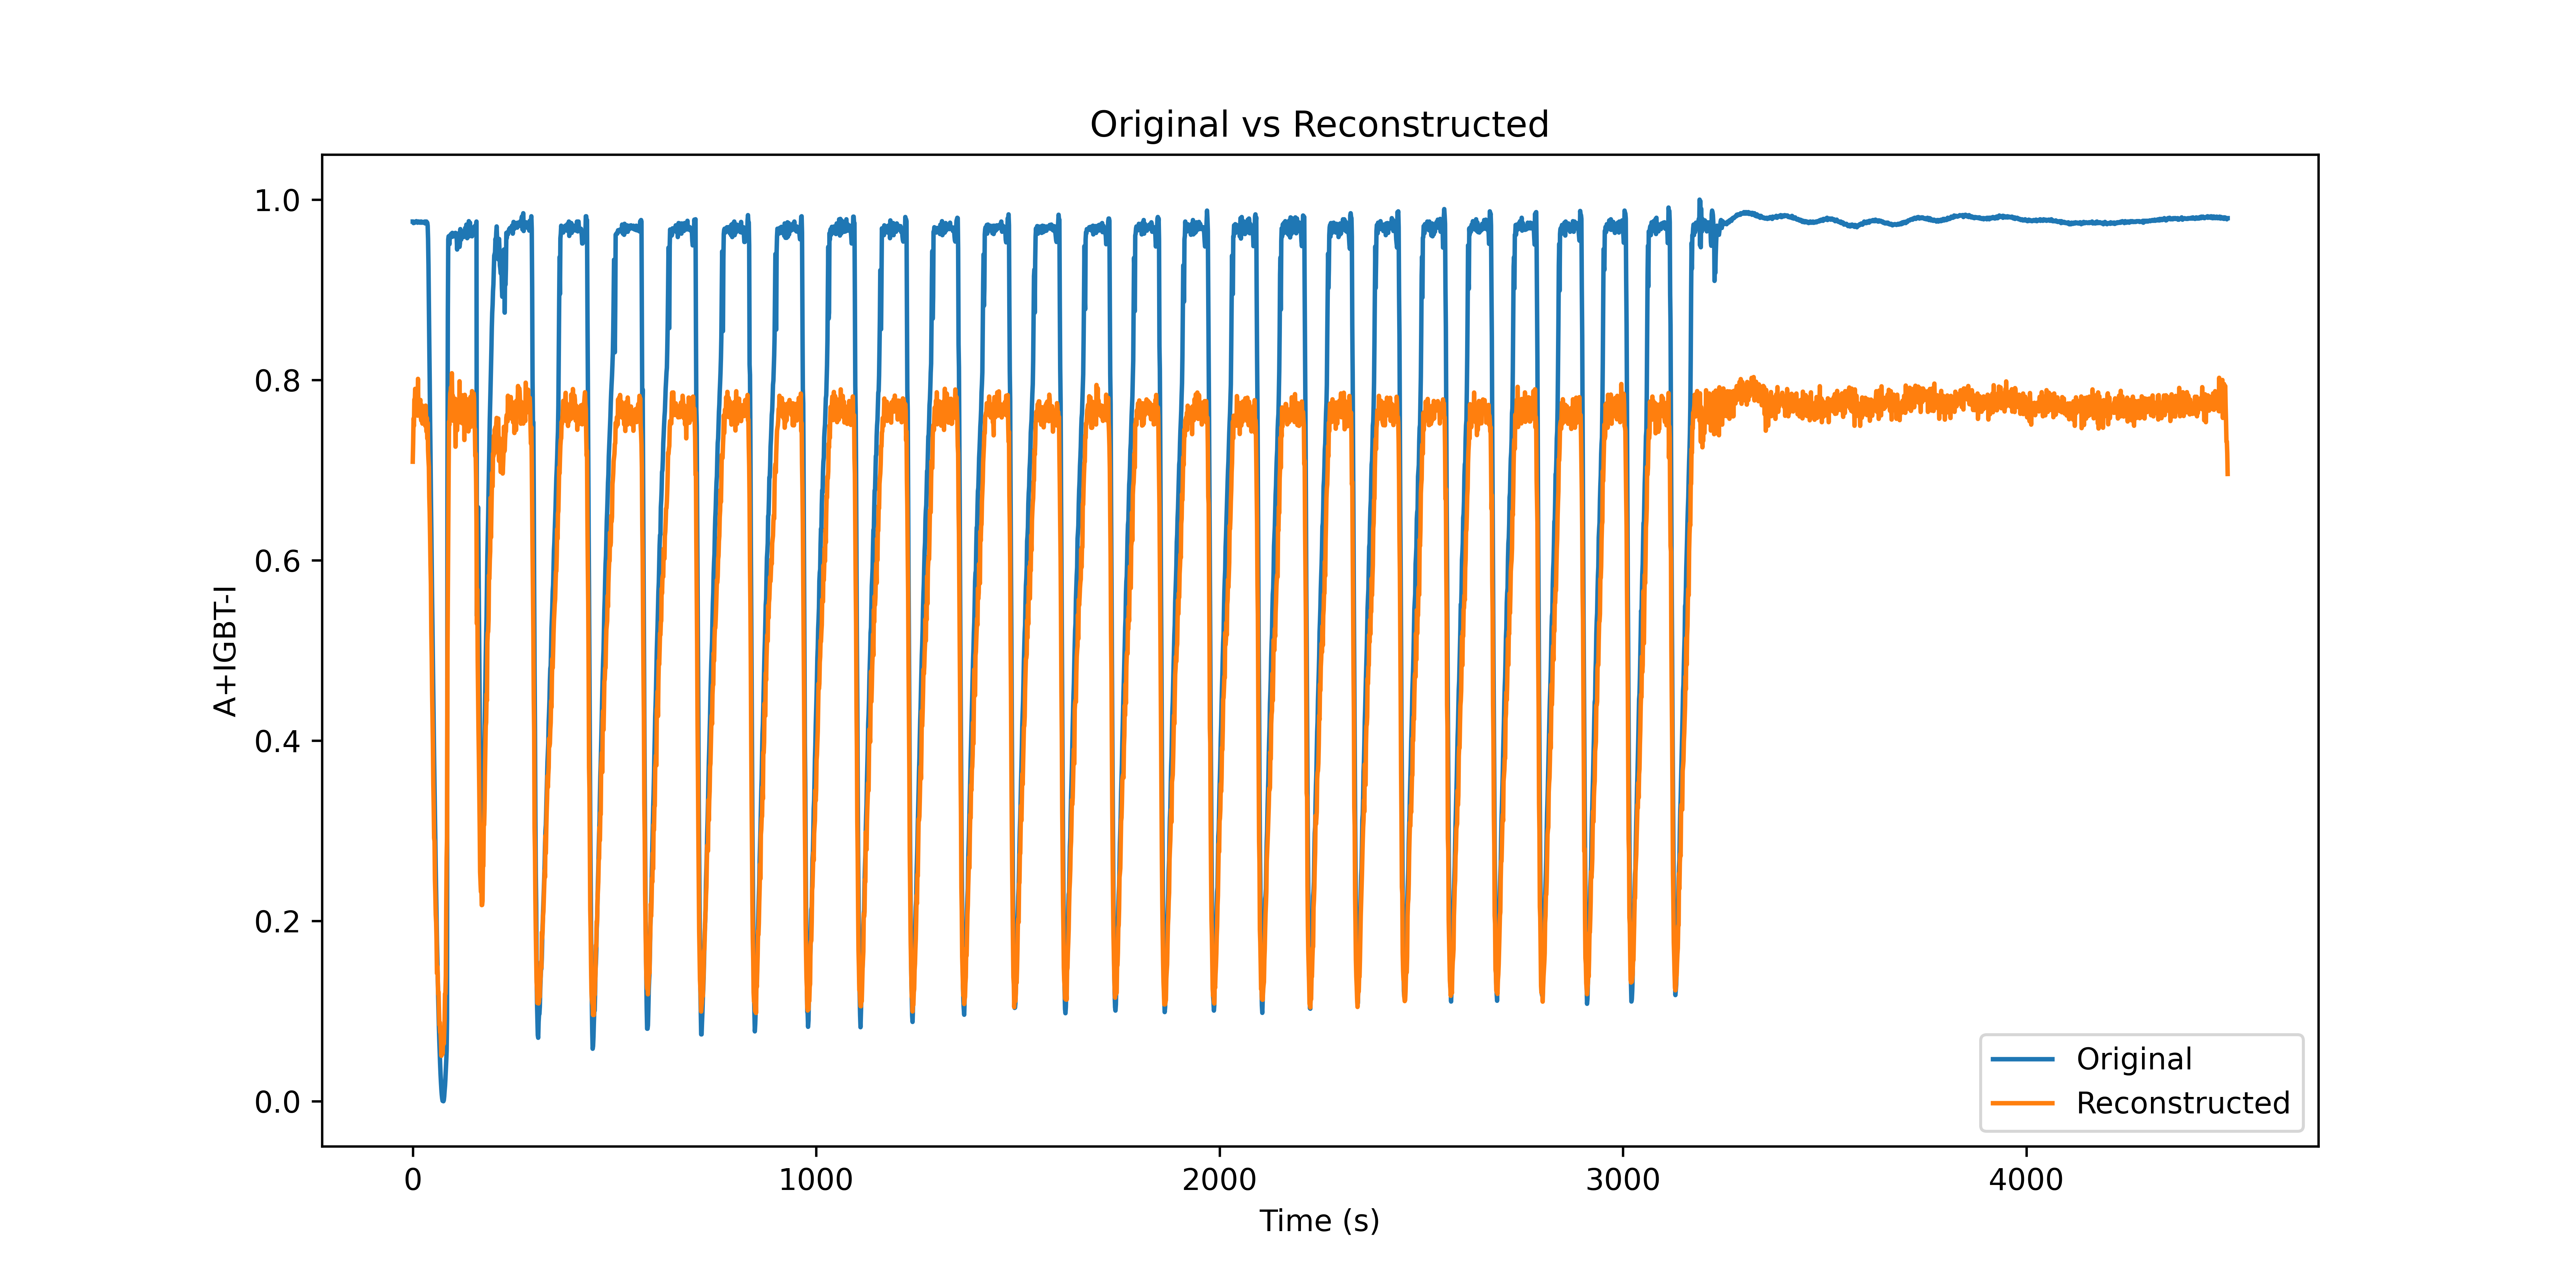 Original vs Reconstructed
1.0
0.8
0.6
0.4
0.2
0.0
A+IGBT-I
0 1000 2000 3000 4000
Time (s)
Original
Reconstructed